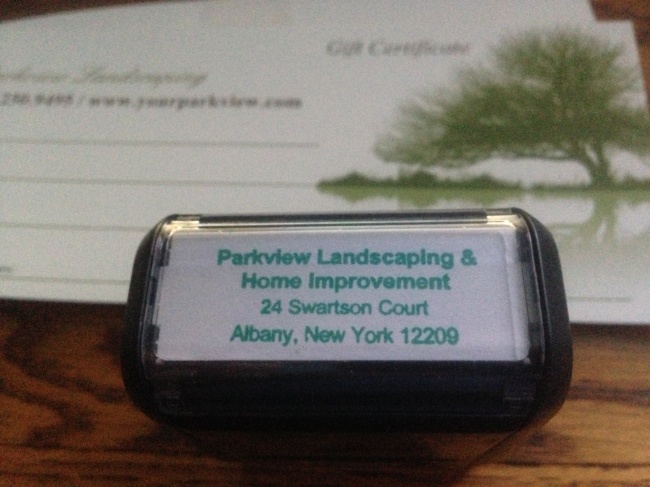 Gift Certificate
Landscaping
/ www.yourparkview.com
Parkview Landscaping &
Home Improvement
24 Swartson Court
Albany, New York 12209